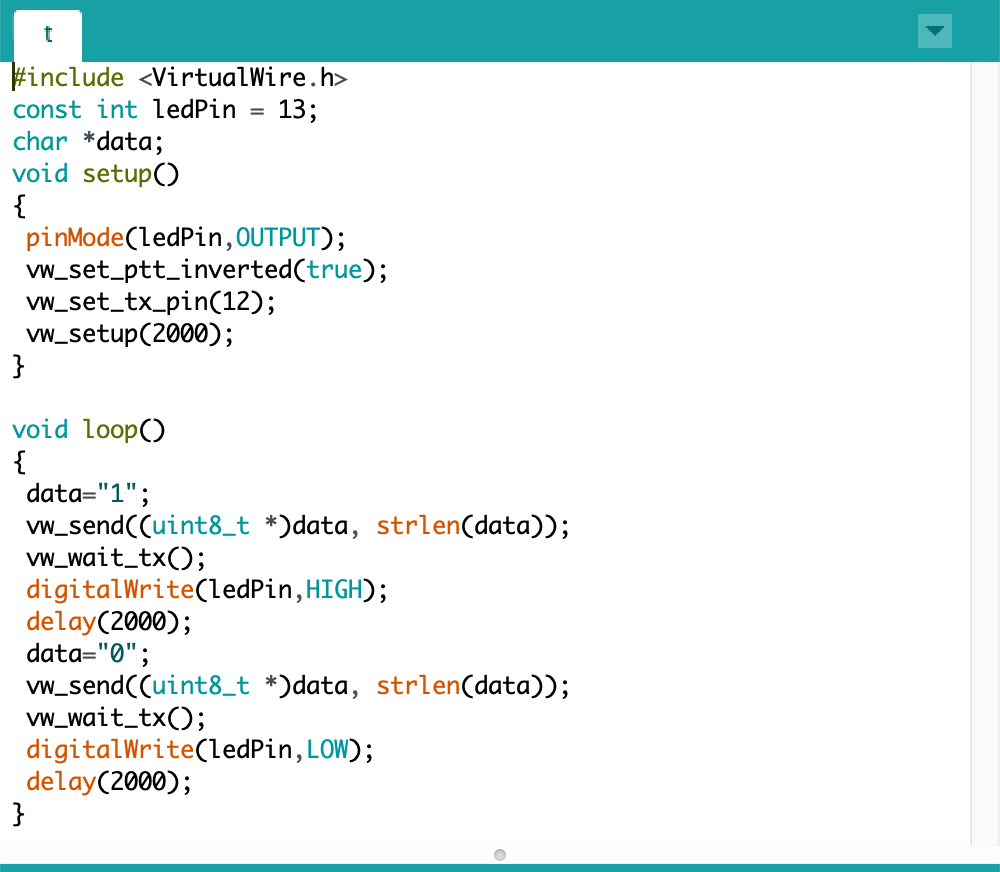 t
#include <VirtualWire.h>
const int ledPin = 13;
char *data;
void setup()
{
 pinMode(ledPin,OUTPUT);
 vw_set_ptt_inverted(true);
 vw_set_tx_pin(12);
 vw_setup(2000);
}

void loop()
{
 data="1";
 vw_send((uint8_t *)data, strlen(data));
 vw_wait_tx();
 digitalWrite(ledPin,HIGH);
 delay(2000);
 data="0";
 vw_send((uint8_t *)data, strlen(data));
 vw_wait_tx();
 digitalWrite(ledPin,LOW);
 delay(2000);
}